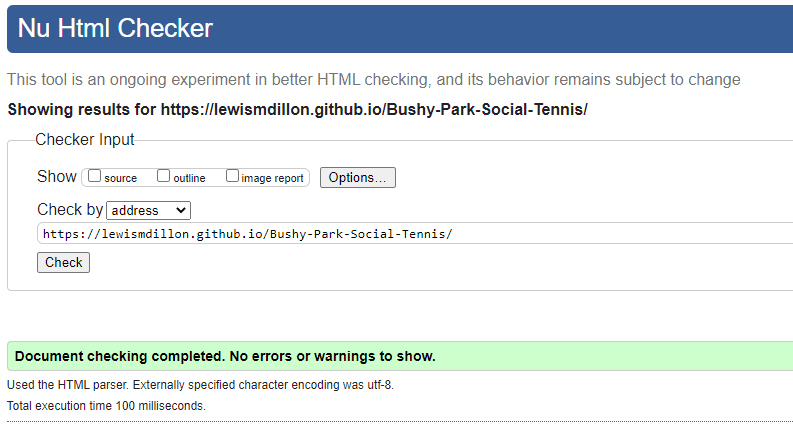 Nu Html Checker
This tool is an ongoing experiment in better HTML checking, and its behavior remains subject to change
Showing results for https://lewismdillon.github.io/Bushy-Park-Social-Tennis/
Checker Input
Show source outline image report Options...
Check by address
https://lewismdillon.github.io/Bushy-Park-Social-Tennis/
Check
Document checking completed. No errors or warnings to show.
Used the HTML parser. Externally specified character encoding was utf-8.
Total execution time 100 milliseconds.